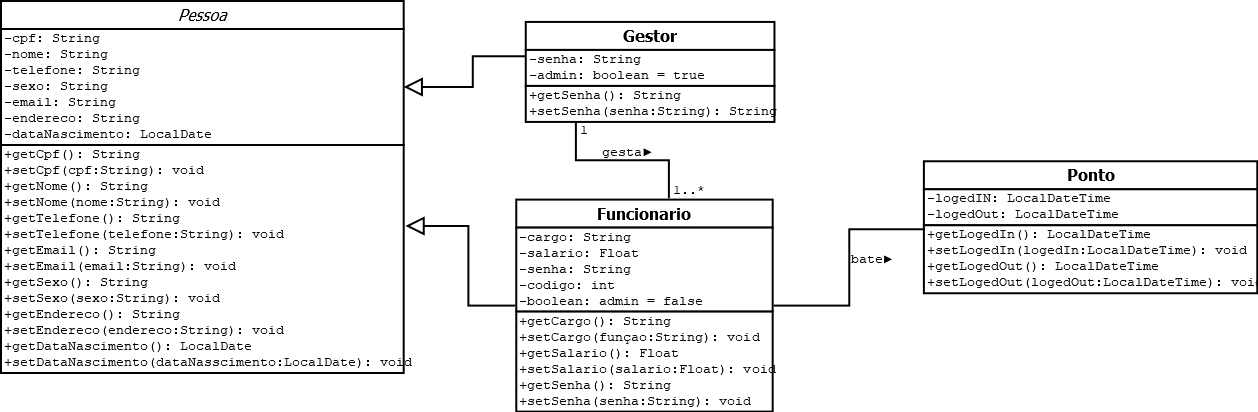 Pessoa
-cpf: String
-nome: String
-telefone: String
-sexo: String
-email: String
-endereco: String
-dataNascimento: LocalDate
+getCpf(): String
+setCpf(cpf:String): void
+getNome(): String
+setNome(nome:String): void
+getTelefone(): String
+setTelefone(telefone:String): void
+getEmail(): String
+setEmail(email:String): void
+getSexo(): String
+setSexo(sexo:String): void
+getEndereco(): String
+setEndereco(endereco:String): void
+getDataNascimento(): LocalDate
+setDataNascimento(dataNasscimento:LocalDate): void
Gestor
-senha: String
-admin: boolean = true
+getSenha(): String
+setSenha(senha:String): String
1
gesta▶
1..*
Funcionario
-cargo: String
-salario: Float
-senha: String
-codigo: int
-boolean: admin = false
+getCargo(): String
+setCargo(funçao:String): void
+getSalario(): Float
+setSalario(salario:Float): void
+getSenha(): String
+setSenha(senha:String): void
bate▶
Ponto
-logedIN: LocalDateTime
-logedOut: LocalDateTime
+getLogedIn(): LocalDateTime
+setLogedIn(logedIn:LocalDateTime): void
+getLogedOut(): LocalDateTime
+setLogedOut(logedOut:LocalDateTime): void